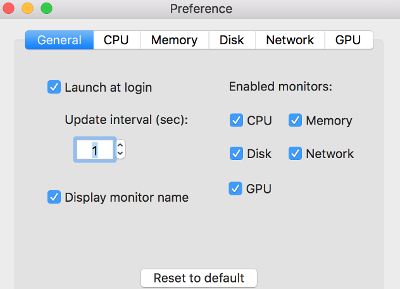 Preference
General CPU Memory Disk Network GPU
Launch at login
Enabled monitors:
Update interval (sec):
CPU Memory
1
Disk Network
GPU
Display monitor name
Reset to default